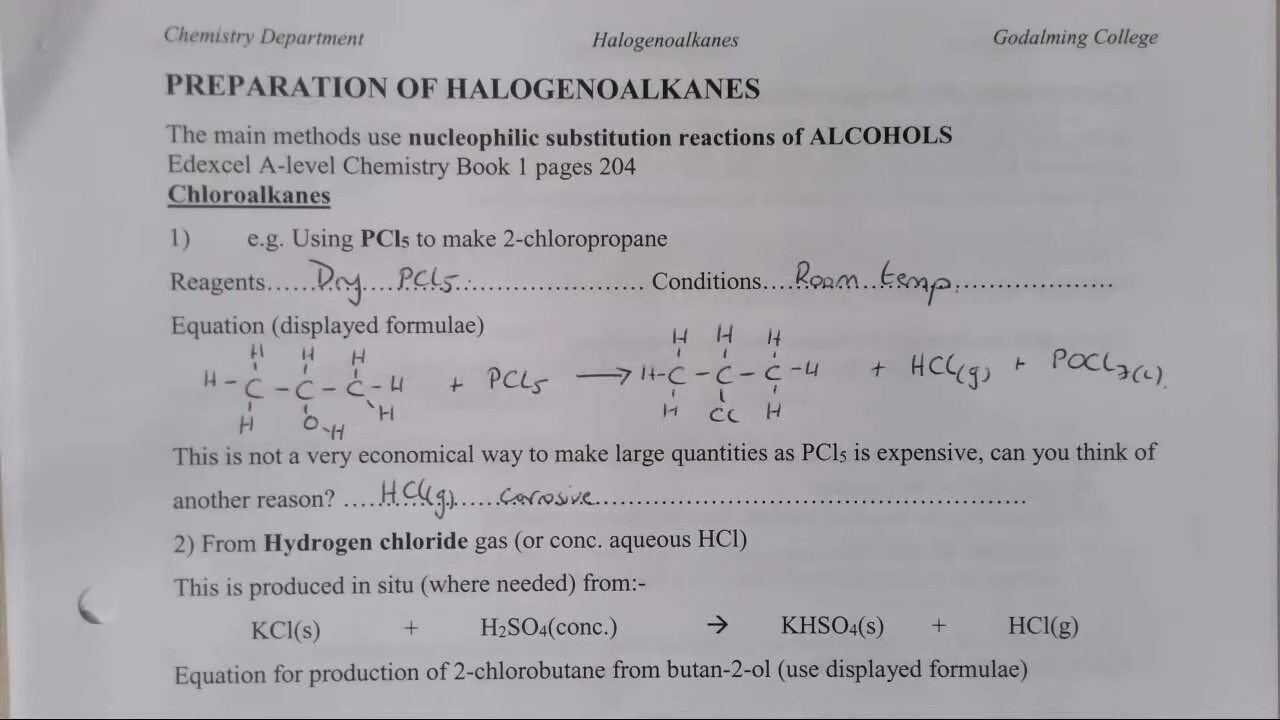 Chemistry Department Halogenoalkanes Godalming College
PREPARATION OF HALOGENOALKANES
The main methods use nucleophilic substitution reactions of ALCOHOLS
Edexcel A-level Chemistry Book 1 pages 204
Chloroalkanes
1) e.g. Using PCl₅ to make 2-chloropropane
Reagents......Dry....PCl5........................ Conditions....Room..temp.....................
Equation (displayed formulae)
H H H H H H
H-C-C-C-H + PCl5 → H-C-C-C-H + HCl(g) + POCl3(l).
H O-H H H Cl H
This is not a very economical way to make large quantities as PCl₅ is expensive, can you think of
another reason? ....HCl(g)......corrosive......................................................
2) From Hydrogen chloride gas (or conc. aqueous HCl)
This is produced in situ (where needed) from:-
KCl(s) + H₂SO₄(conc.) → KHSO₄(s) + HCl(g)
Equation for production of 2-chlorobutane from butan-2-ol (use displayed formulae)